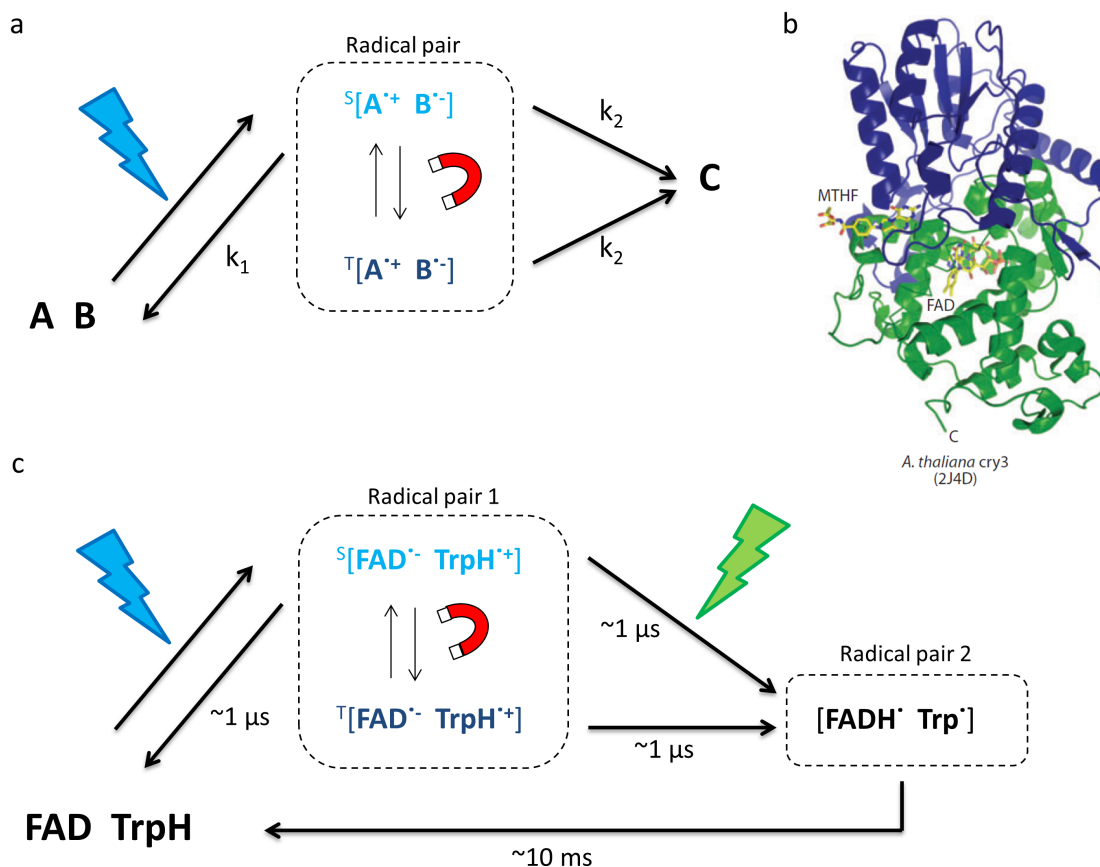 a
Radical pair
S[A•+ B•-]
T[A•+ B•-]
k1
k2
k2
A B
C
b
MTHF
FAD
C
A. thaliana cry3
(2J4D)
c
Radical pair 1
S[FAD•- TrpH•+]
T[FAD•- TrpH•+]
~1 μs
~1 μs
~1 μs
Radical pair 2
[FADH• Trp•]
FAD TrpH
~10 ms